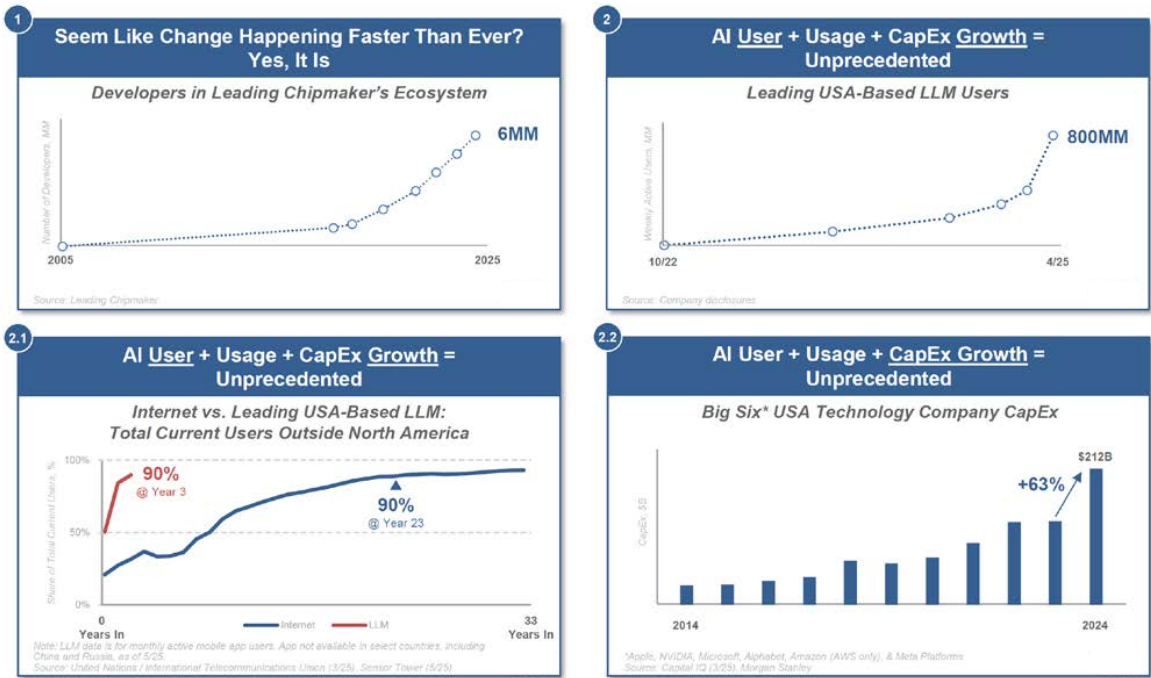 1
Seem Like Change Happening Faster Than Ever?
Yes, It Is
Developers in Leading Chipmaker's Ecosystem
Number of Developers, MM
6MM
2005
2025
Source: Leading Chipmaker
2
AI User + Usage + CapEx Growth =
Unprecedented
Leading USA-Based LLM Users
Weekly Active Users, MM
800MM
10/22
4/25
Source: Company disclosures
2.1
AI User + Usage + CapEx Growth =
Unprecedented
Internet vs. Leading USA-Based LLM:
Total Current Users Outside North America
Share of Total Current Users, %
100%
50%
0%
90%
@ Year 3
90%
@ Year 23
0
Years In
33
Years In
Internet
LLM
Note: LLM data is for monthly active mobile app users. App not available in select countries, including
China and Russia, as of 5/25.
Source: United Nations / International Telecommunications Union (3/25), Sensor Tower (5/25)
2.2
AI User + Usage + CapEx Growth =
Unprecedented
Big Six* USA Technology Company CapEx
CapEx, $B
$212B
+63%
2014
2024
*Apple, NVIDIA, Microsoft, Alphabet, Amazon (AWS only), & Meta Platforms
Source: Capital IQ (3/25), Morgan Stanley